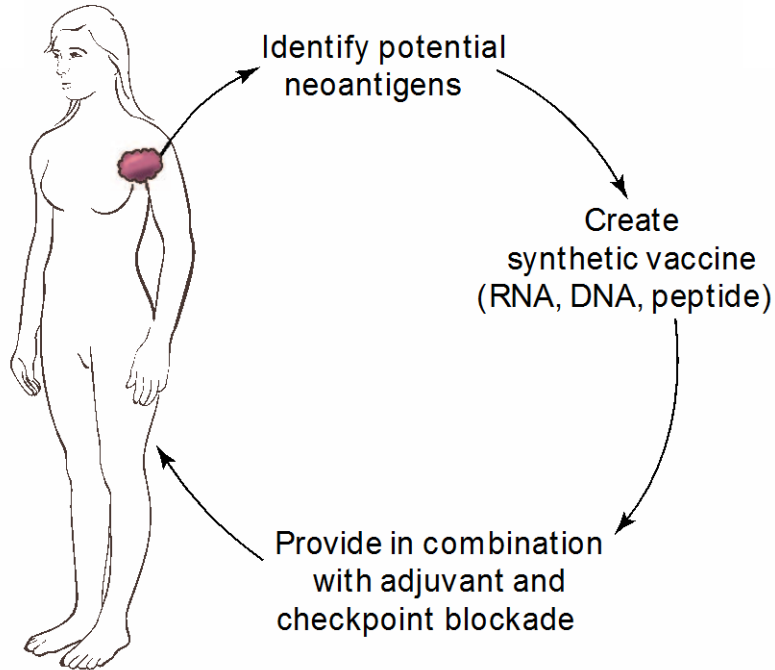 Identify potential
neoantigens
Create
synthetic vaccine
(RNA, DNA, peptide)
Provide in combination
with adjuvant and
checkpoint blockade